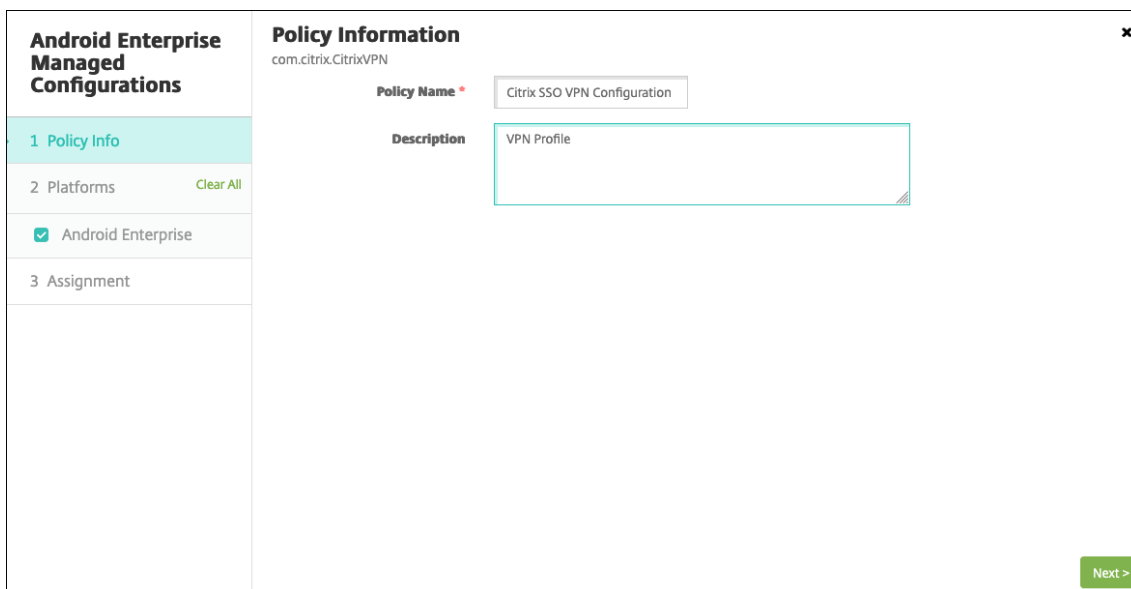 Android Enterprise
Managed
Configurations
1 Policy Info
2 Platforms
Clear All
Android Enterprise
3 Assignment
Policy Information
com.citrix.CitrixVPN
Policy Name *
Citrix SSO VPN Configuration
Description
VPN Profile
Next >